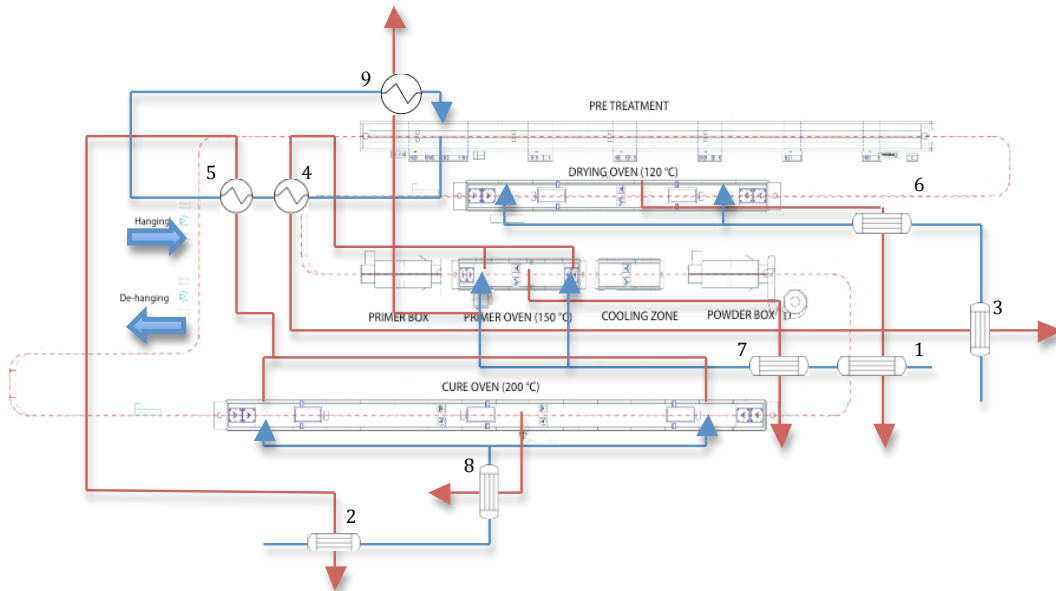 9
PRE TREATMENT
5
4
DRYING OVEN (120 °C)
6
Hanging
De-hanging
PRIMER BOX
PRIMER OVEN (150 °C)
COOLING ZONE
POWDER BOX
3
7
1
CURE OVEN (200 °C)
8
2